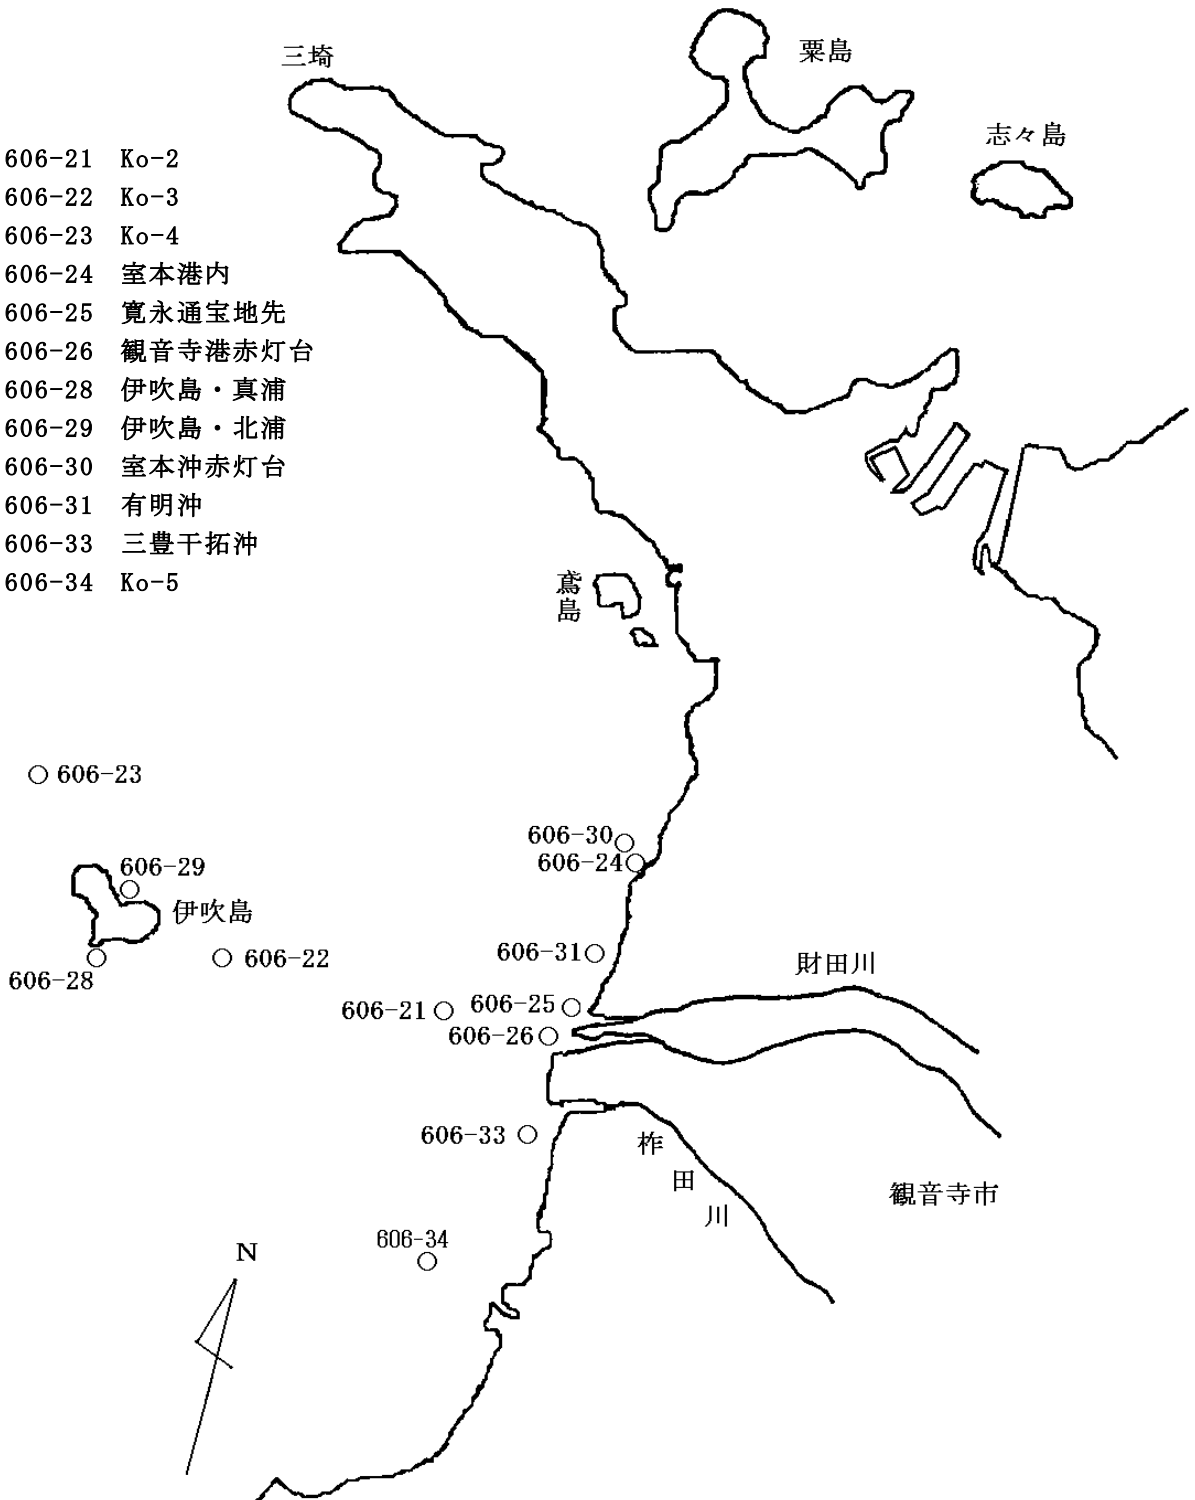 三埼
粟島
志々島
606-21 Ko-2
606-22 Ko-3
606-23 Ko-4
606-24 室本港内
606-25 寛永通宝地先
606-26 観音寺港赤灯台
606-28 伊吹島・真浦
606-29 伊吹島・北浦
606-30 室本沖赤灯台
606-31 有明沖
606-33 三豊干拓沖
606-34 Ko-5
蔦島
606-23
606-30
606-24
606-29
伊吹島
606-31
606-22
財田川
606-28
606-21
606-25
606-26
606-33
柞田川
観音寺市
606-34
N